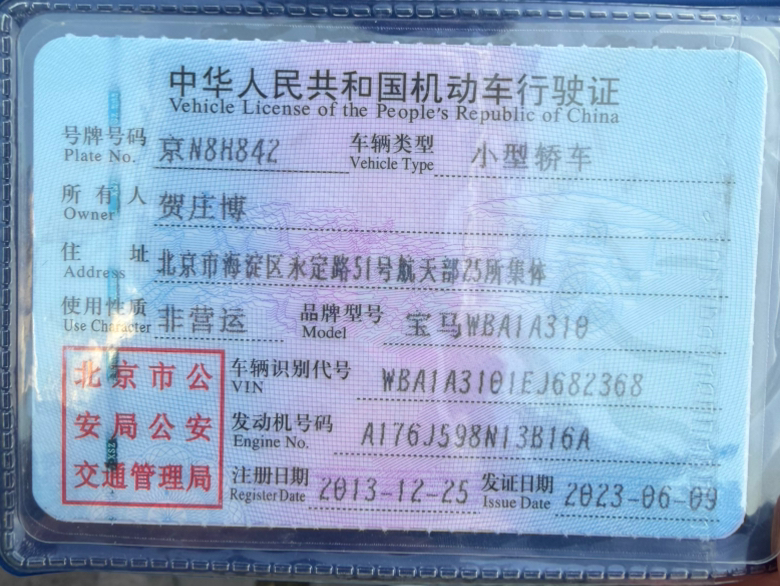 中华人民共和国机动车行驶证
Vehicle License of the People's Republic of China
号牌号码 京N8H842 车辆类型 小型轿车
Plate No. Vehicle Type
所有人 贺庄博
Owner
住址 北京市海淀区永定路51号航天部25所集体
Address
使用性质 非营运 品牌型号 宝马WBA1A310
Use Character Model
北京市公安局公安交通管理局
车辆识别代号 WBA1A3101EJ682368
VIN
发动机号码 A176J598N13B16A
Engine No.
注册日期 2013-12-25 发证日期 2023-06-09
Register Date Issue Date